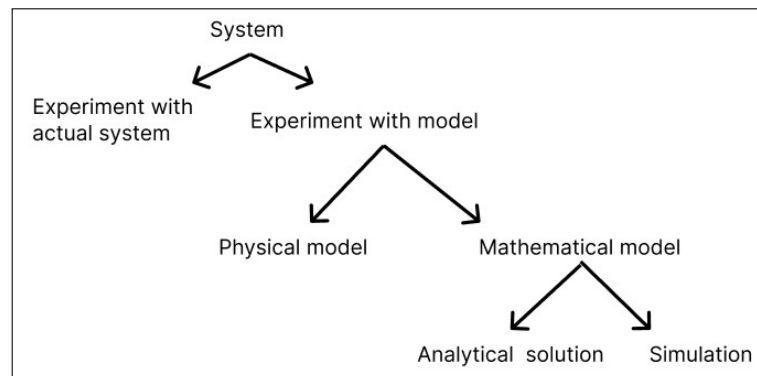 System
Experiment with
actual system
Experiment with model
Physical model
Mathematical model
Analytical solution
Simulation